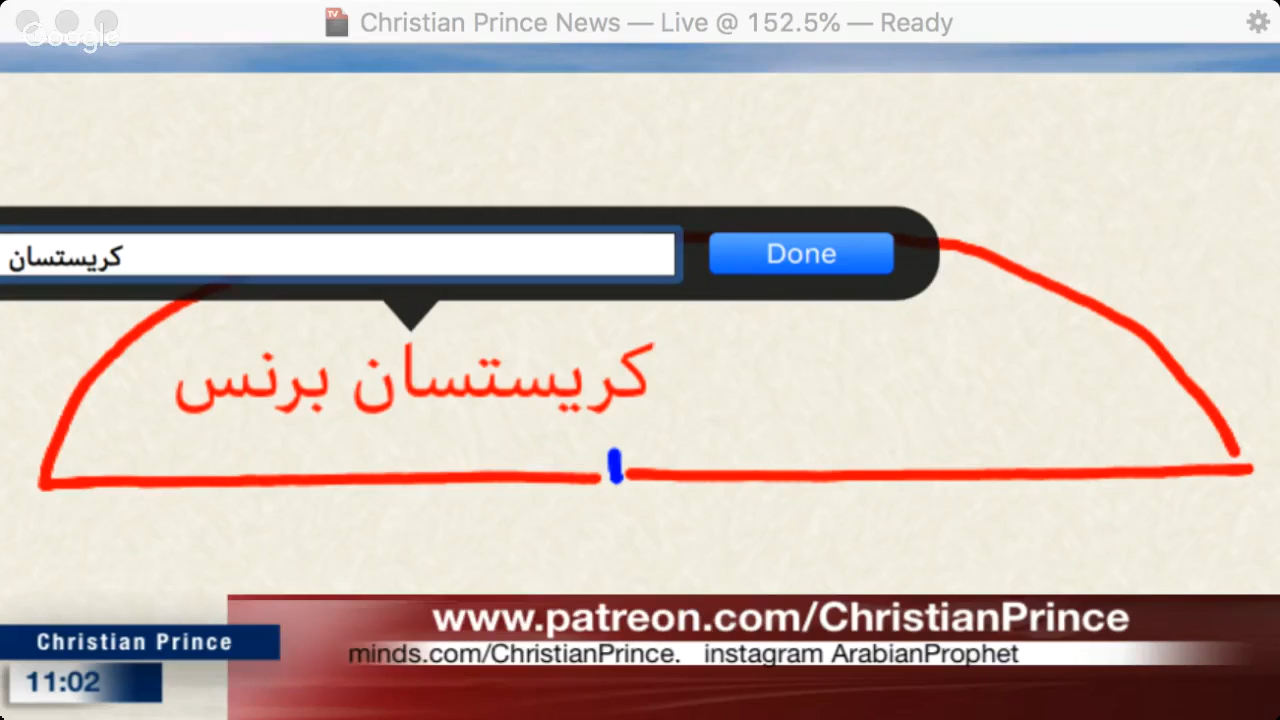 Christian Prince News — Live @ 152.5% — Ready
Google
كريستسان
Done
كريستسان برنس
www.patreon.com/ChristianPrince
Christian Prince
minds.com/ChristianPrince. instagram ArabianProphet
11:02